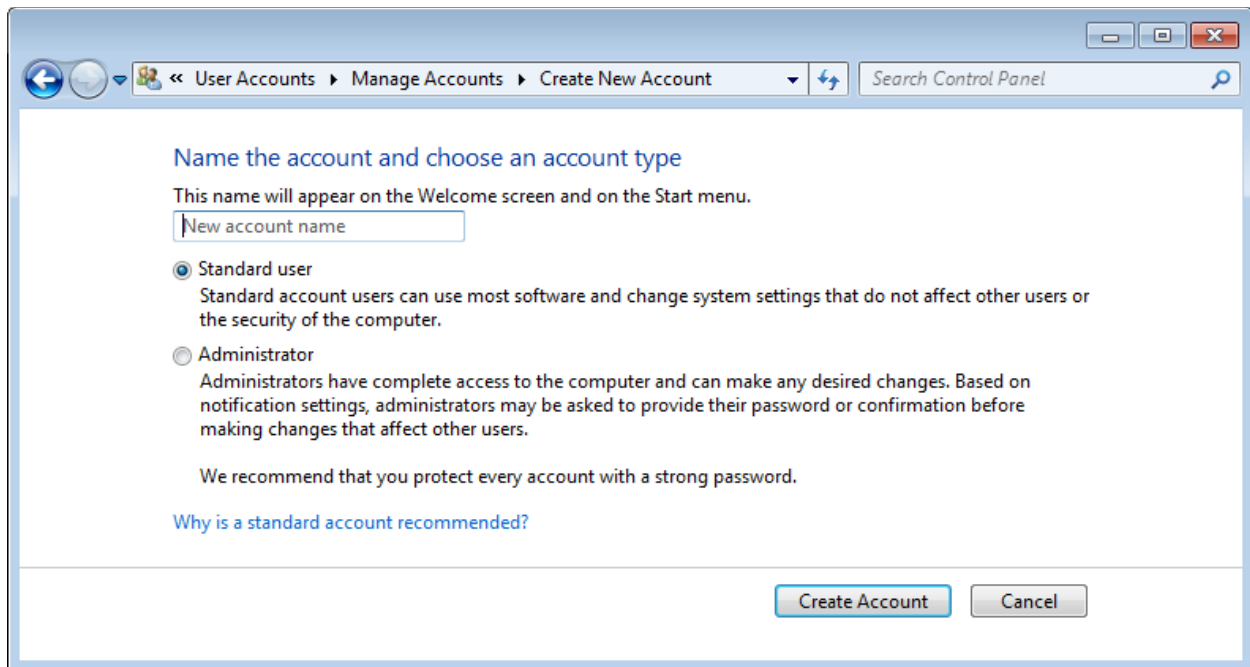 « User Accounts ▸ Manage Accounts ▸ Create New Account
Search Control Panel
Name the account and choose an account type
This name will appear on the Welcome screen and on the Start menu.
New account name
Standard user
Standard account users can use most software and change system settings that do not affect other users or
the security of the computer.
Administrator
Administrators have complete access to the computer and can make any desired changes. Based on
notification settings, administrators may be asked to provide their password or confirmation before
making changes that affect other users.
We recommend that you protect every account with a strong password.
Why is a standard account recommended?
Create Account
Cancel